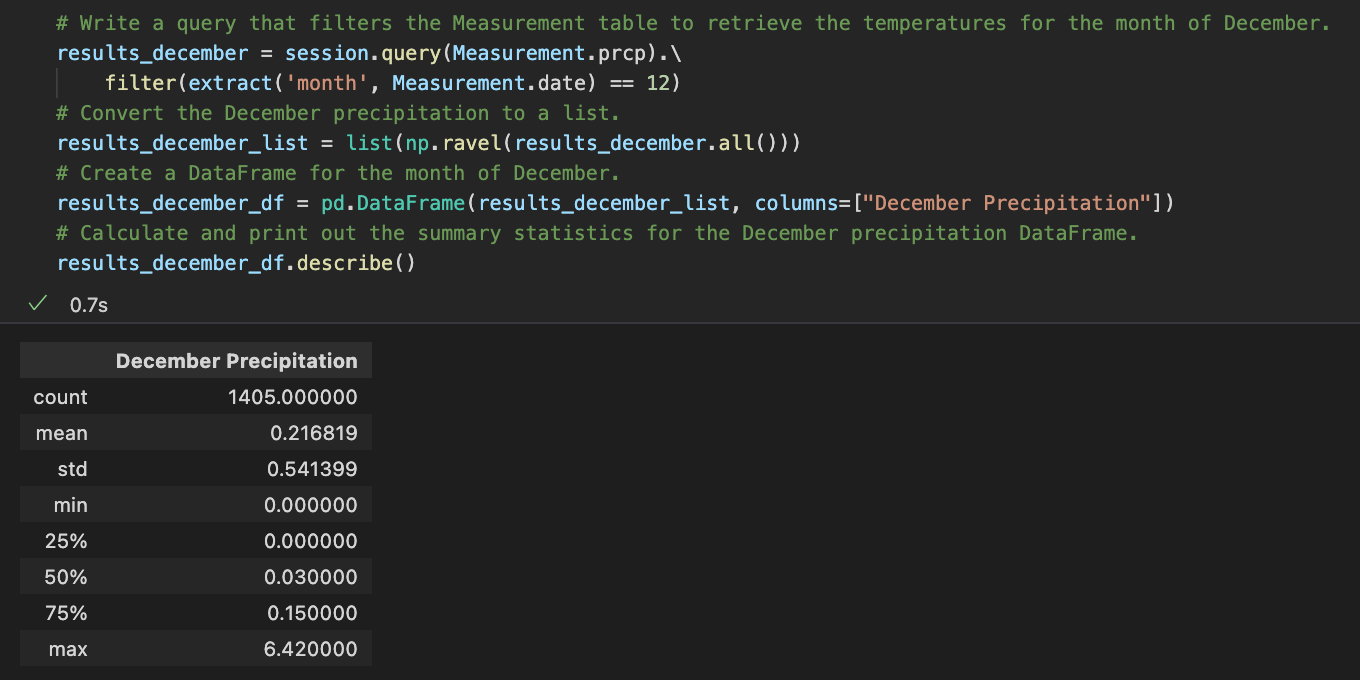 # Write a query that filters the Measurement table to retrieve the temperatures for the month of December.
results_december = session.query(Measurement.prcp).\
    filter(extract('month', Measurement.date) == 12)
# Convert the December precipitation to a list.
results_december_list = list(np.ravel(results_december.all()))
# Create a DataFrame for the month of December.
results_december_df = pd.DataFrame(results_december_list, columns=["December Precipitation"])
# Calculate and print out the summary statistics for the December precipitation DataFrame.
results_december_df.describe()
✓ 0.7s
December Precipitation
count 1405.000000
mean 0.216819
std 0.541399
min 0.000000
25% 0.000000
50% 0.030000
75% 0.150000
max 6.420000